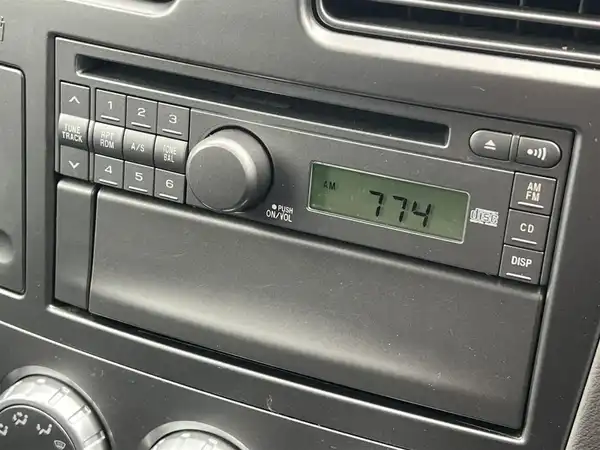 1 2 3
TUNE
TRACK
RPT
RDM
A/S
TONE
BAL
4 5 6
PUSH
ON/VOL
AM
774
disc
AM
FM
CD
DISP